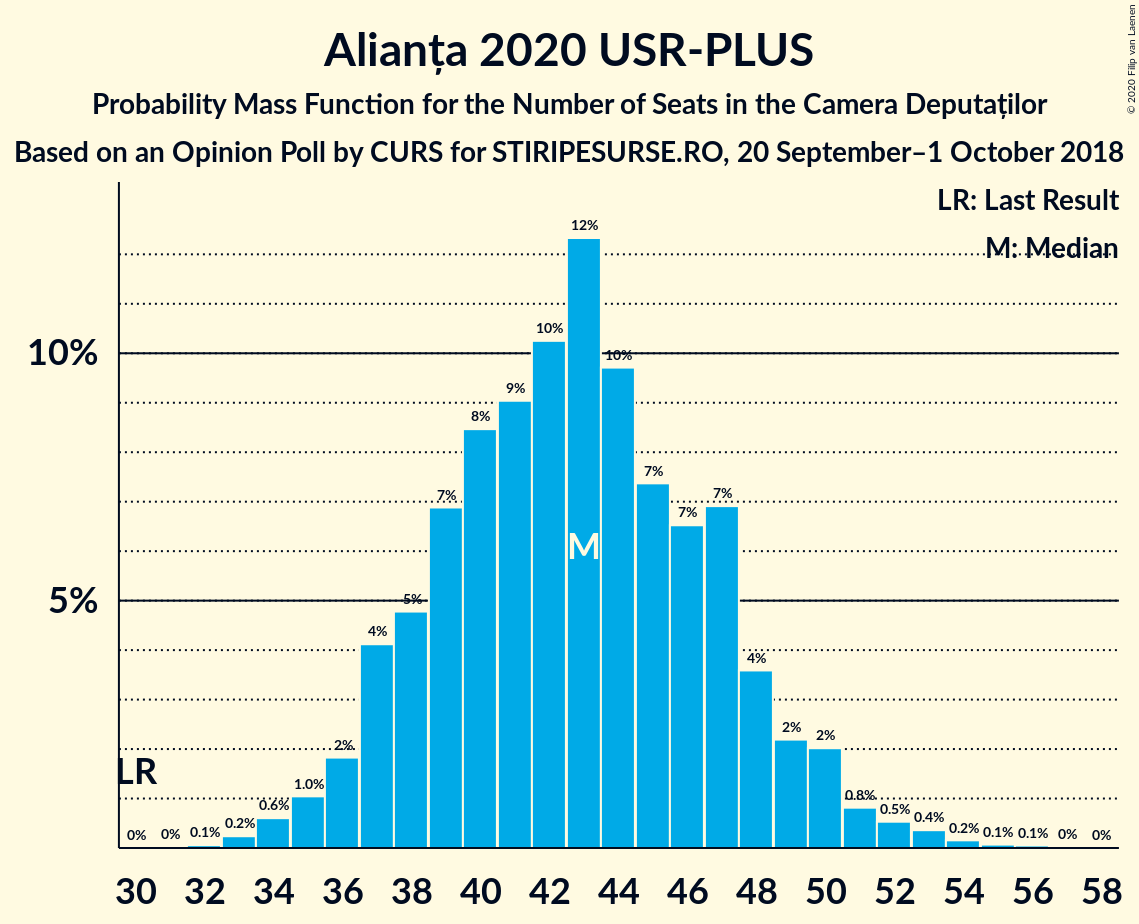 Alianța 2020 USR-PLUS
Probability Mass Function for the Number of Seats in the Camera Deputaților
Based on an Opinion Poll by CURS for STIRIPESURSE.RO, 20 September–1 October 2018
© 2020 Filip van Laenen
LR: Last Result
M: Median
10%
5%
LR
M
0% 0% 0.1% 0.2% 0.6% 1.0% 2% 4% 5% 7% 8% 9% 10% 12% 10% 7% 7% 7% 4% 2% 2% 0.8% 0.5% 0.4% 0.2% 0.1% 0.1% 0% 0%
30 32 34 36 38 40 42 44 46 48 50 52 54 56 58